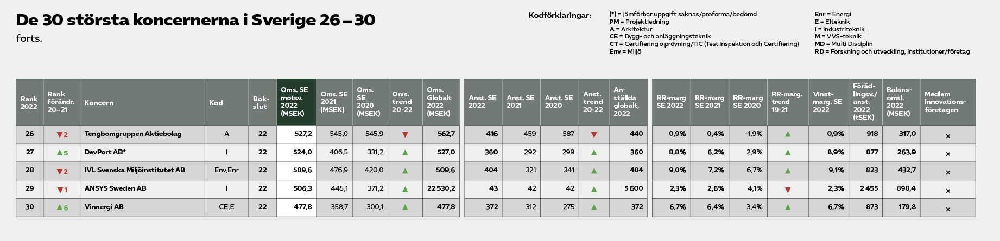 De 30 största koncernerna i Sverige 26 – 30
forts.
Kodförklaringar:
(*) = jämförbar uppgift saknas/proforma/bedömd
PM = Projektledning
A = Arkitektur
CE = Bygg- och anläggningsteknik
CT = Certifiering o prövning/TIC (Test Inspektion och Certifiering)
Env = Miljö
Enr = Energi
E = Elteknik
I = Industriteknik
M = VVS-teknik
MD = Multi Disciplin
RD = Forskning och utveckling, institutioner/företag
Rank 2022 | Rank förändr. 20–21 | Koncern | Kod | Bok-slut | Oms. SE motsv. 2022 (MSEK) | Oms. SE 2021 (MSEK) | Oms. SE 2020 (MSEK) | Oms. trend 20-22 | Oms. Globalt 2022 (MSEK) | Anst. SE 2022 | Anst. SE 2021 | Anst. SE 2020 | Anst. trend 20-22 | An-ställda globalt, 2022 | RR-marg SE 2022 | RR-marg SE 2021 | RR-marg SE 2020 | RR-marg. trend 19-21 | Vinst-marg. SE 2022 | Föräd-lingsv./anst. 2022 (tSEK) | Balans-omsl. 2022 (MSEK) | Medlem Innovations-företagen
26 ▼2 Tengbomgruppen Aktiebolag A 22 527,2 545,0 545,9 ▼ 562,7 416 459 587 ▼ 440 0,9% 0,4% -1,9% ▲ 0,9% 918 317,0 ×
27 ▲5 DevPort AB* I 22 524,0 406,5 331,2 ▲ 527,0 360 292 299 ▲ 360 8,8% 6,2% 2,9% ▲ 8,9% 877 263,9 ×
28 ▼2 IVL Svenska Miljöinstitutet AB Env,Enr 22 509,6 476,9 420,0 ▲ 509,6 404 321 341 ▲ 404 9,0% 7,2% 6,7% ▲ 9,1% 823 432,7 ×
29 ▼1 ANSYS Sweden AB I 22 506,3 445,1 371,2 ▲ 22 530,2 43 42 42 ▲ 5 600 2,3% 2,6% 4,1% ▼ 2,3% 2 455 898,4 ×
30 ▲6 Vinnergi AB CE,E 22 477,8 358,7 300,1 ▲ 477,8 372 312 275 ▲ 372 6,7% 6,4% 3,4% ▲ 6,7% 873 179,8 ×